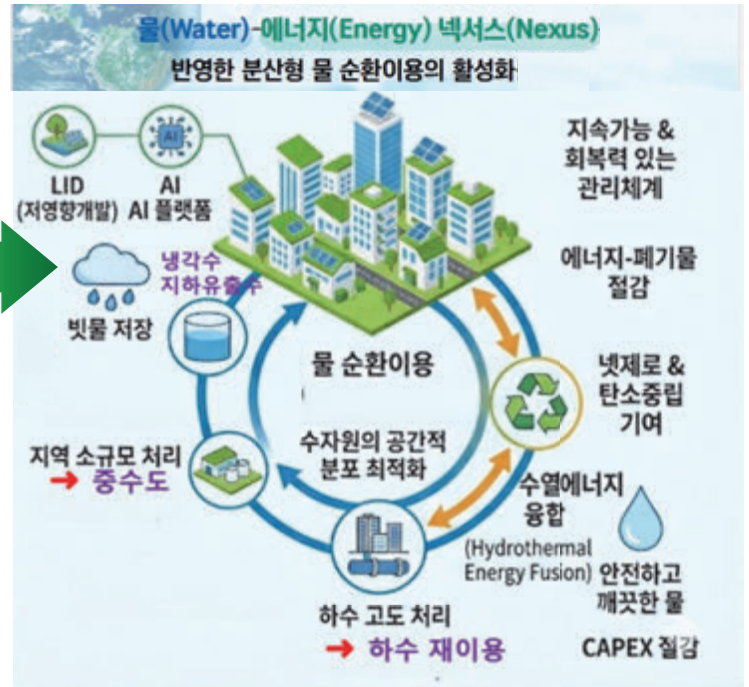 물(Water)-에너지(Energy) 넥서스(Nexus)
반영한 분산형 물 순환이용의 활성화
LID
(저영향개발)
AI
AI
AI 플랫폼
지속가능 &
회복력 있는
관리체계
냉각수
지하유출수
빗물 저장
에너지-폐기물
절감
물 순환이용
넷제로 &
탄소중립
기여
수자원의 공간적
분포 최적화
지역 소규모 처리
→ 중수도
수열에너지
융합
(Hydrothermal
Energy Fusion)
안전하고
깨끗한 물
하수 고도 처리
→ 하수 재이용
CAPEX 절감